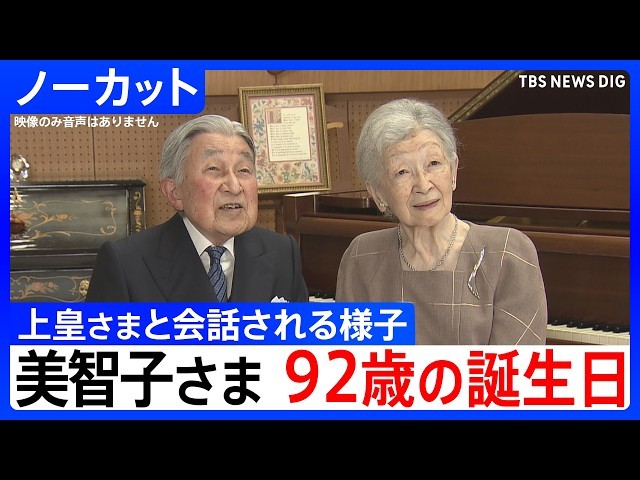 ノーカット
映像のみ音声はありません
TBS NEWS DIG
上皇さまと会話される様子
美智子さま 92歳の誕生日